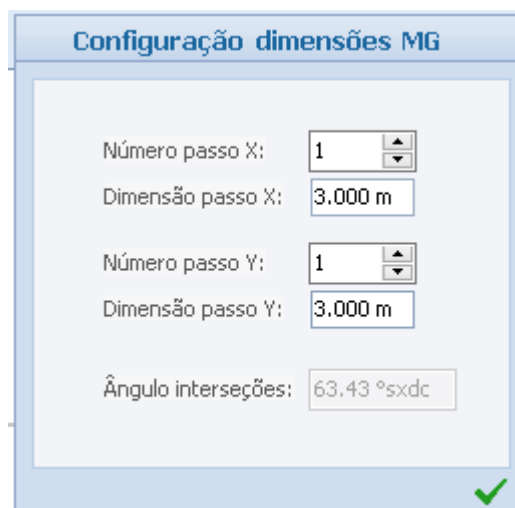 Configuração dimensões MG
Número passo X: 1
Dimensão passo X: 3.000 m
Número passo Y: 1
Dimensão passo Y: 3.000 m
Ângulo interseções: 63.43 °sxdc